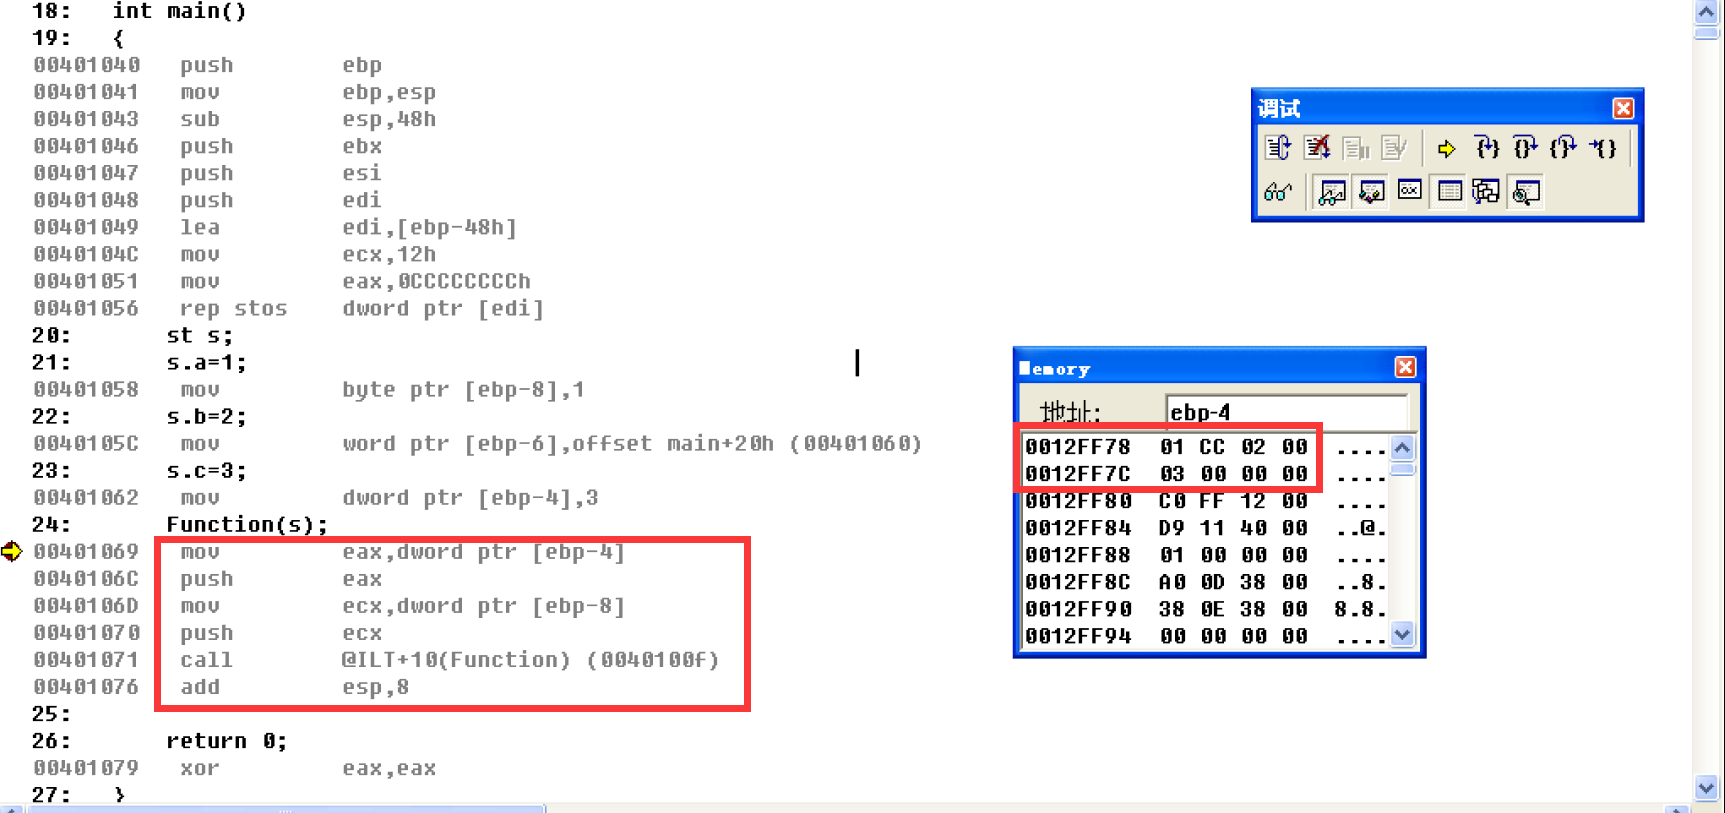 18: int main()
19: {
00401040 push ebp
00401041 mov ebp,esp
00401043 sub esp,48h
00401046 push ebx
00401047 push esi
00401048 push edi
00401049 lea edi,[ebp-48h]
0040104C mov ecx,12h
00401051 mov eax,0CCCCCCCCh
00401056 rep stos dword ptr [edi]
20: st s;
21: s.a=1;
00401058 mov byte ptr [ebp-8],1
22: s.b=2;
0040105C mov word ptr [ebp-6],offset main+20h (00401060)
23: s.c=3;
00401062 mov dword ptr [ebp-4],3
24: Function(s);
00401069 mov eax,dword ptr [ebp-4]
0040106C push eax
0040106D mov ecx,dword ptr [ebp-8]
00401070 push ecx
00401071 call @ILT+10(Function) (0040100f)
00401076 add esp,8
25:
26: return 0;
00401079 xor eax,eax
27: }
调试
Memory
地址: ebp-4
0012FF78 01 CC 02 00 ....
0012FF7C 03 00 00 00 ....
0012FF80 C0 FF 12 00 ....
0012FF84 D9 11 40 00 ..@.
0012FF88 01 00 00 00 ....
0012FF8C A0 0D 38 00 ..8.
0012FF90 38 0E 38 00 8.8.
0012FF94 00 00 00 00 ....